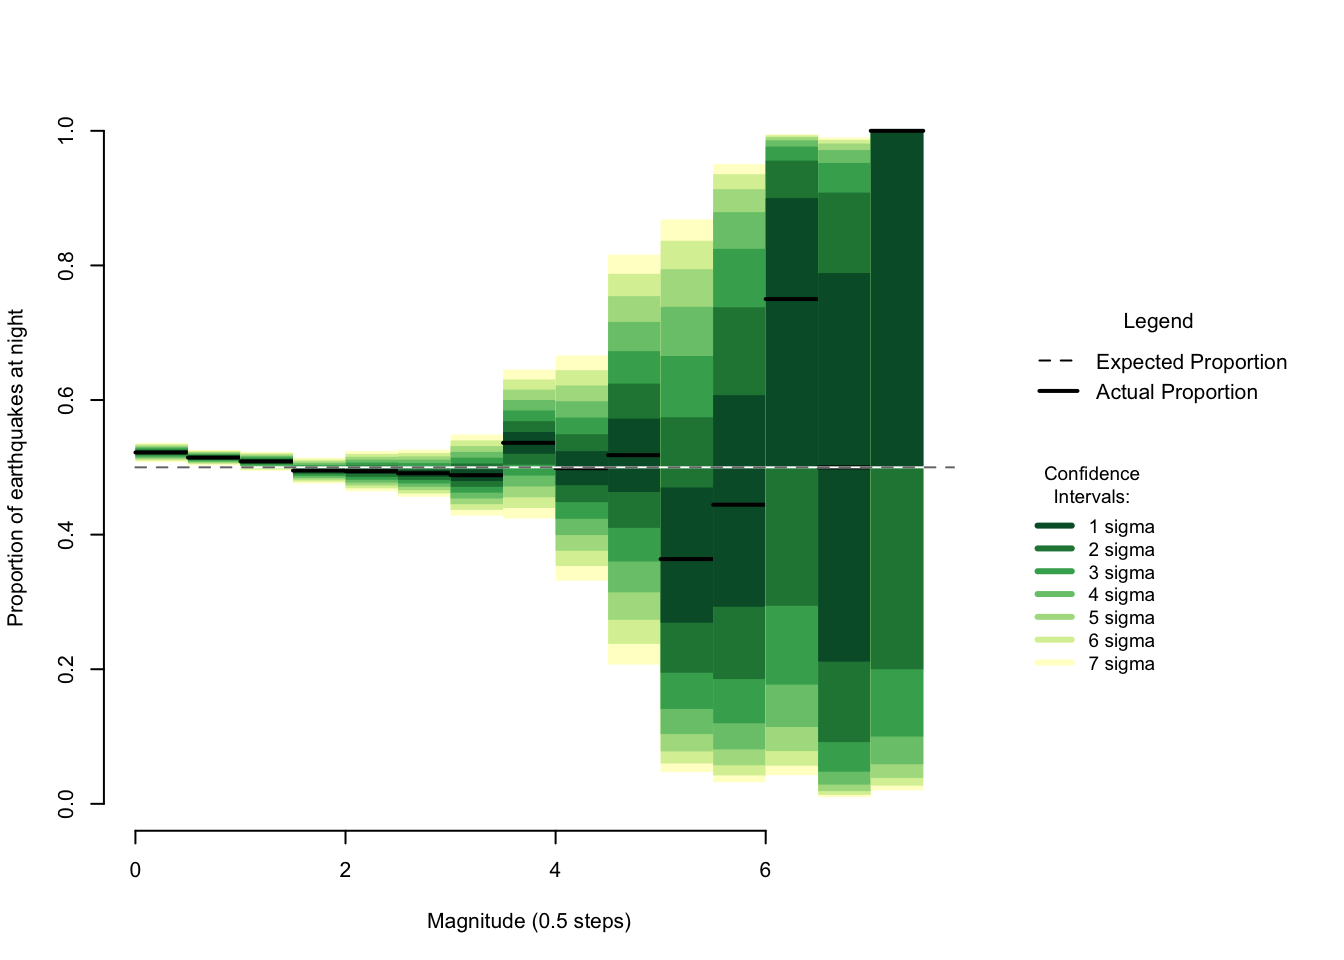 Proportion of earthquakes at night
1.0
0.8
0.6
0.4
0.2
0.0
0 2 4 6
Magnitude (0.5 steps)
Legend
Expected Proportion
Actual Proportion
Confidence
Intervals:
1 sigma
2 sigma
3 sigma
4 sigma
5 sigma
6 sigma
7 sigma